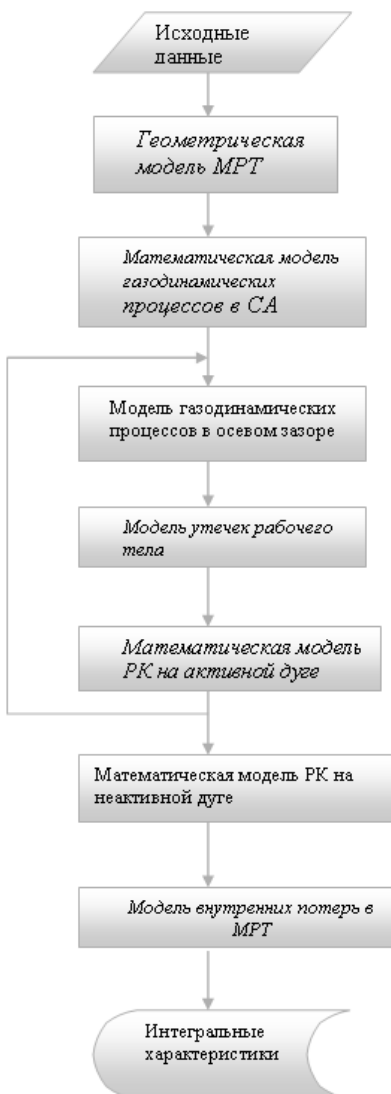 Исходные
данные
Геометрическая
модель МРТ
Математическая модель
газодинамических
процессов в СА
Модель газодинамических
процессов в осевом зазоре
Модель утечек рабочего
тела
Математическая модель
РК на активной дуге
Математическая модель РК на
неактивной дуге
Модель внутренних потерь в
МРТ
Интегральные
характеристики